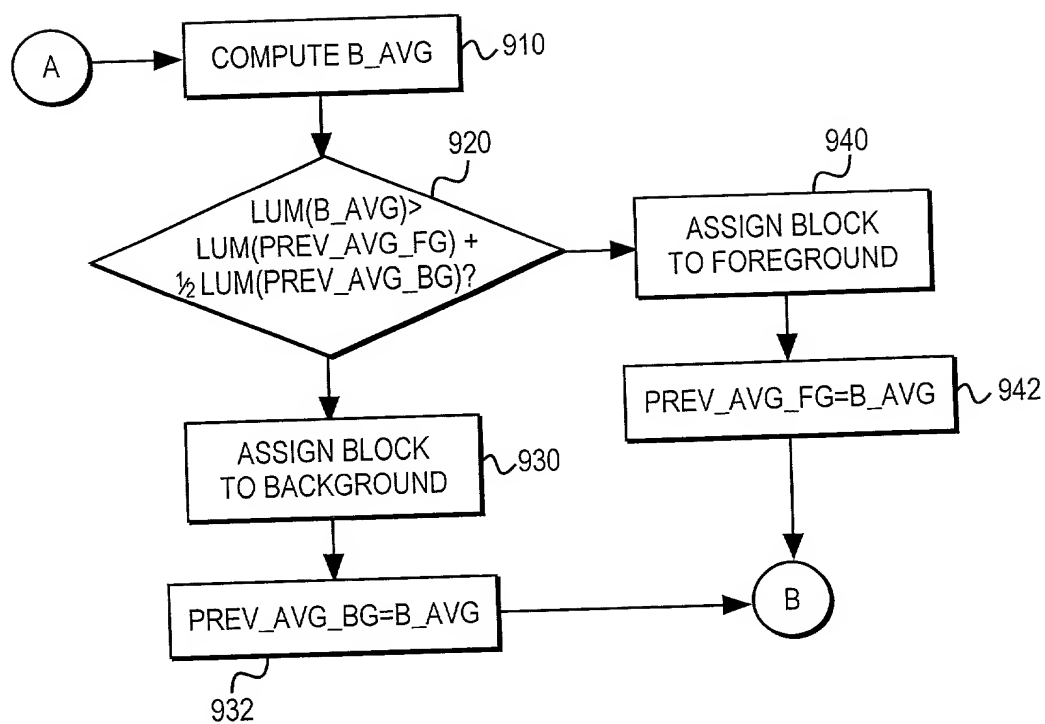 A
COMPUTE B_AVG
910
920
LUM(B_AVG)>
LUM(PREV_AVG_FG) +
½ LUM(PREV_AVG_BG)?
940
ASSIGN BLOCK
TO FOREGROUND
PREV_AVG_FG=B_AVG
942
ASSIGN BLOCK
TO BACKGROUND
930
PREV_AVG_BG=B_AVG
932
B